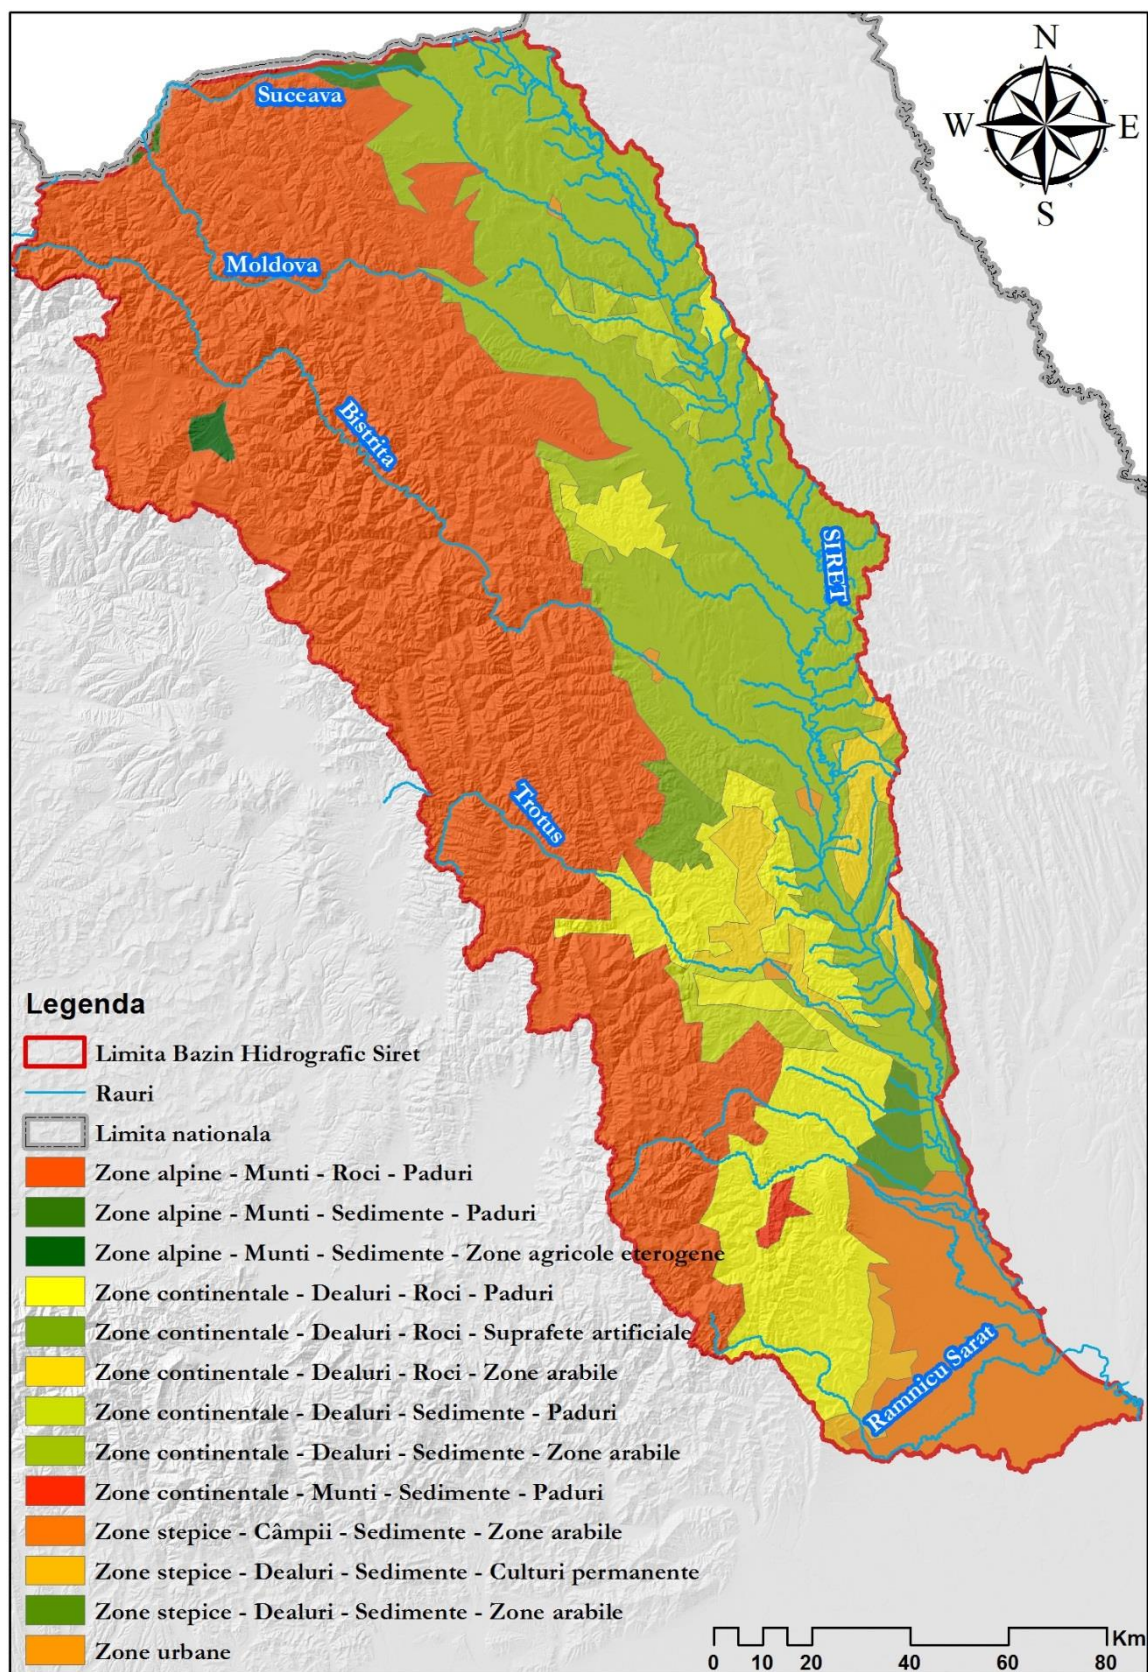 N
W
E
S
Suceava
Moldova
Bistrita
SIRET
Trotus
Ramnicu Sarat
Legenda
Limita Bazin Hidrografic Siret
Rauri
Limita nationala
Zone alpine - Munti - Roci - Paduri
Zone alpine - Munti - Sedimente - Paduri
Zone alpine - Munti - Sedimente - Zone agricole eterogene
Zone continentale - Dealuri - Roci - Paduri
Zone continentale - Dealuri - Roci - Suprafete artificiale
Zone continentale - Dealuri - Roci - Zone arabile
Zone continentale - Dealuri - Sedimente - Paduri
Zone continentale - Dealuri - Sedimente - Zone arabile
Zone continentale - Munti - Sedimente - Paduri
Zone stepice - Câmpii - Sedimente - Zone arabile
Zone stepice - Dealuri - Sedimente - Culturi permanente
Zone stepice - Dealuri - Sedimente - Zone arabile
Zone urbane
Km
0 10 20 40 60 80